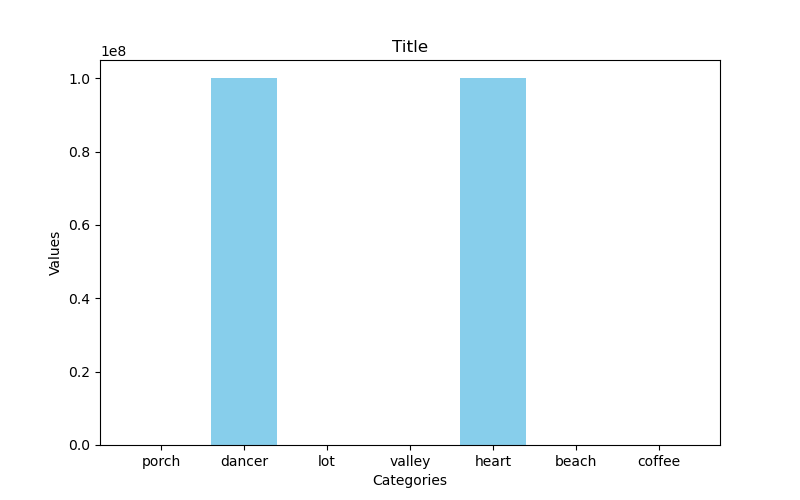 Title
1e8
1.0
0.8
0.6
0.4
0.2
0.0
Values
porch dancer lot valley heart beach coffee
Categories